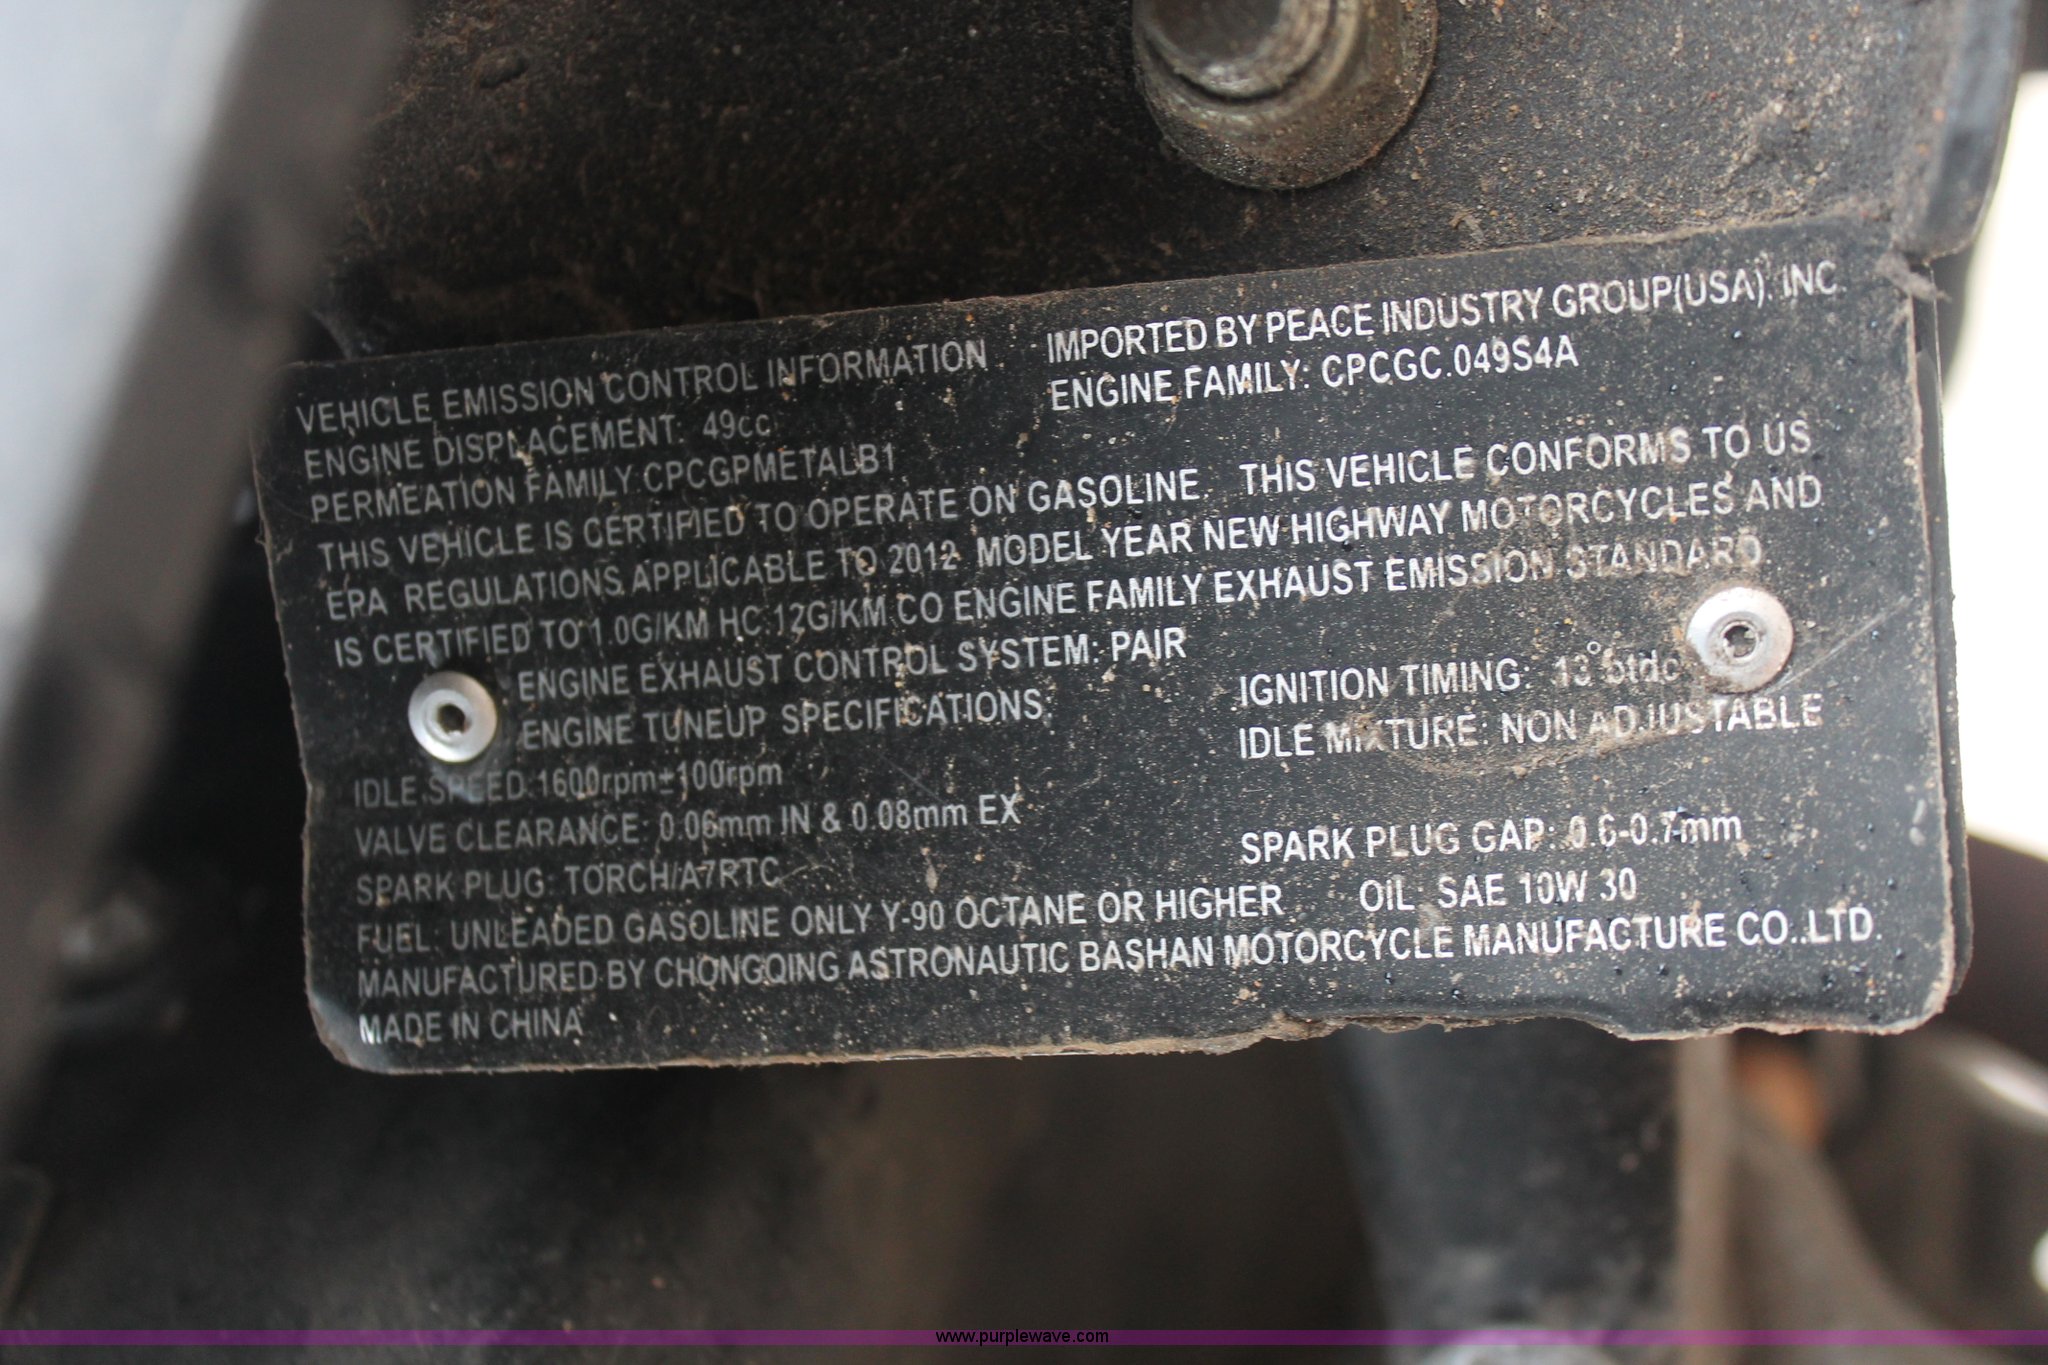 VEHICLE EMISSION CONTROL INFORMATION IMPORTED BY PEACE INDUSTRY GROUP(USA). INC
ENGINE DISPLACEMENT: 49cc ENGINE FAMILY: CPCGC.049S4A
PERMEATION FAMILY:CPCGPMETALB1
THIS VEHICLE IS CERTIFIED TO OPERATE ON GASOLINE. THIS VEHICLE CONFORMS TO US
EPA REGULATIONS APPLICABLE TO 2012 MODEL YEAR NEW HIGHWAY MOTORCYCLES AND
IS CERTIFIED TO 1.0G/KM HC.12G/KM.CO ENGINE FAMILY EXHAUST EMISSION STANDARD
ENGINE EXHAUST CONTROL SYSTEM: PAIR
ENGINE TUNEUP SPECIFICATIONS: IGNITION TIMING: 13°btdc
IDLE SPEED:1600rpm±100rpm IDLE MIXTURE: NON ADJUSTABLE
VALVE CLEARANCE: 0.06mm IN & 0.08mm EX
SPARK PLUG: TORCH/A7RTC SPARK PLUG GAP: 0.6-0.7mm
FUEL: UNLEADED GASOLINE ONLY Y-90 OCTANE OR HIGHER OIL SAE 10W 30
MANUFACTURED BY CHONGQING ASTRONAUTIC BASHAN MOTORCYCLE MANUFACTURE CO.,LTD.
MADE IN CHINA
www.purplewave.com